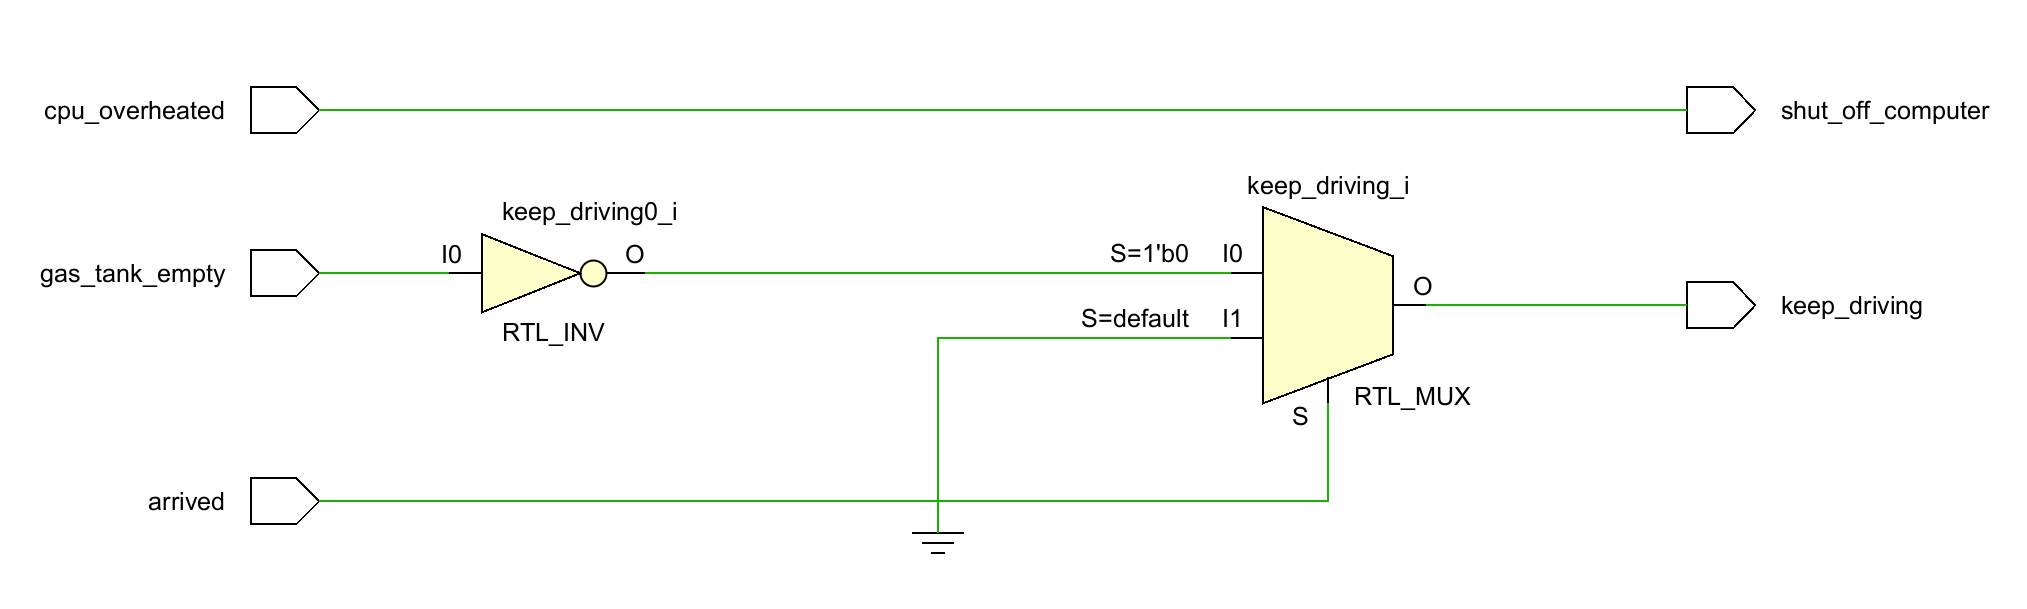 cpu_overheated
shut_off_computer
keep_driving_i
keep_driving0_i
I0
O
S=1'b0
I0
gas_tank_empty
O
keep_driving
S=default
I1
RTL_INV
RTL_MUX
S
arrived